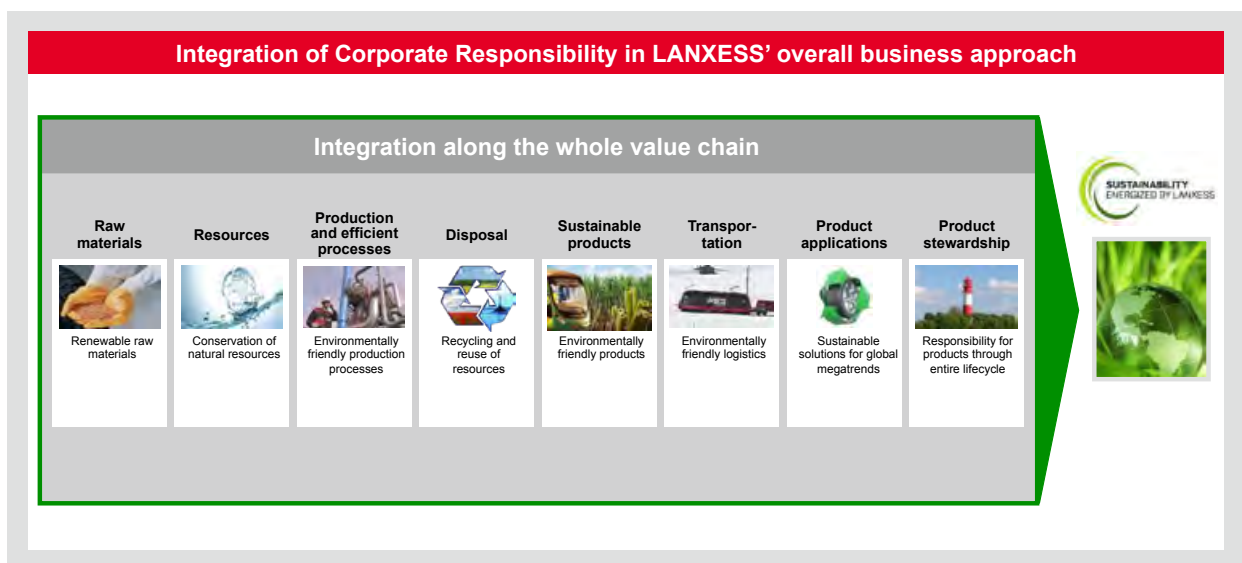 Integration of Corporate Responsibility in LANXESS’ overall business approach
Integration along the whole value chain
Raw
materials
Renewable raw
materials
Resources
Conservation of
natural resources
Production
and efficient
processes
Environmentally
friendly production
processes
Disposal
Recycling and
reuse of
resources
Sustainable
products
Environmentally
friendly products
Transpor-
tation
Environmentally
friendly logistics
Product
applications
Sustainable
solutions for global
megatrends
Product
stewardship
Responsibility for
products through
entire lifecycle
SUSTAINABILITY
ENERGIZED BY LANXESS